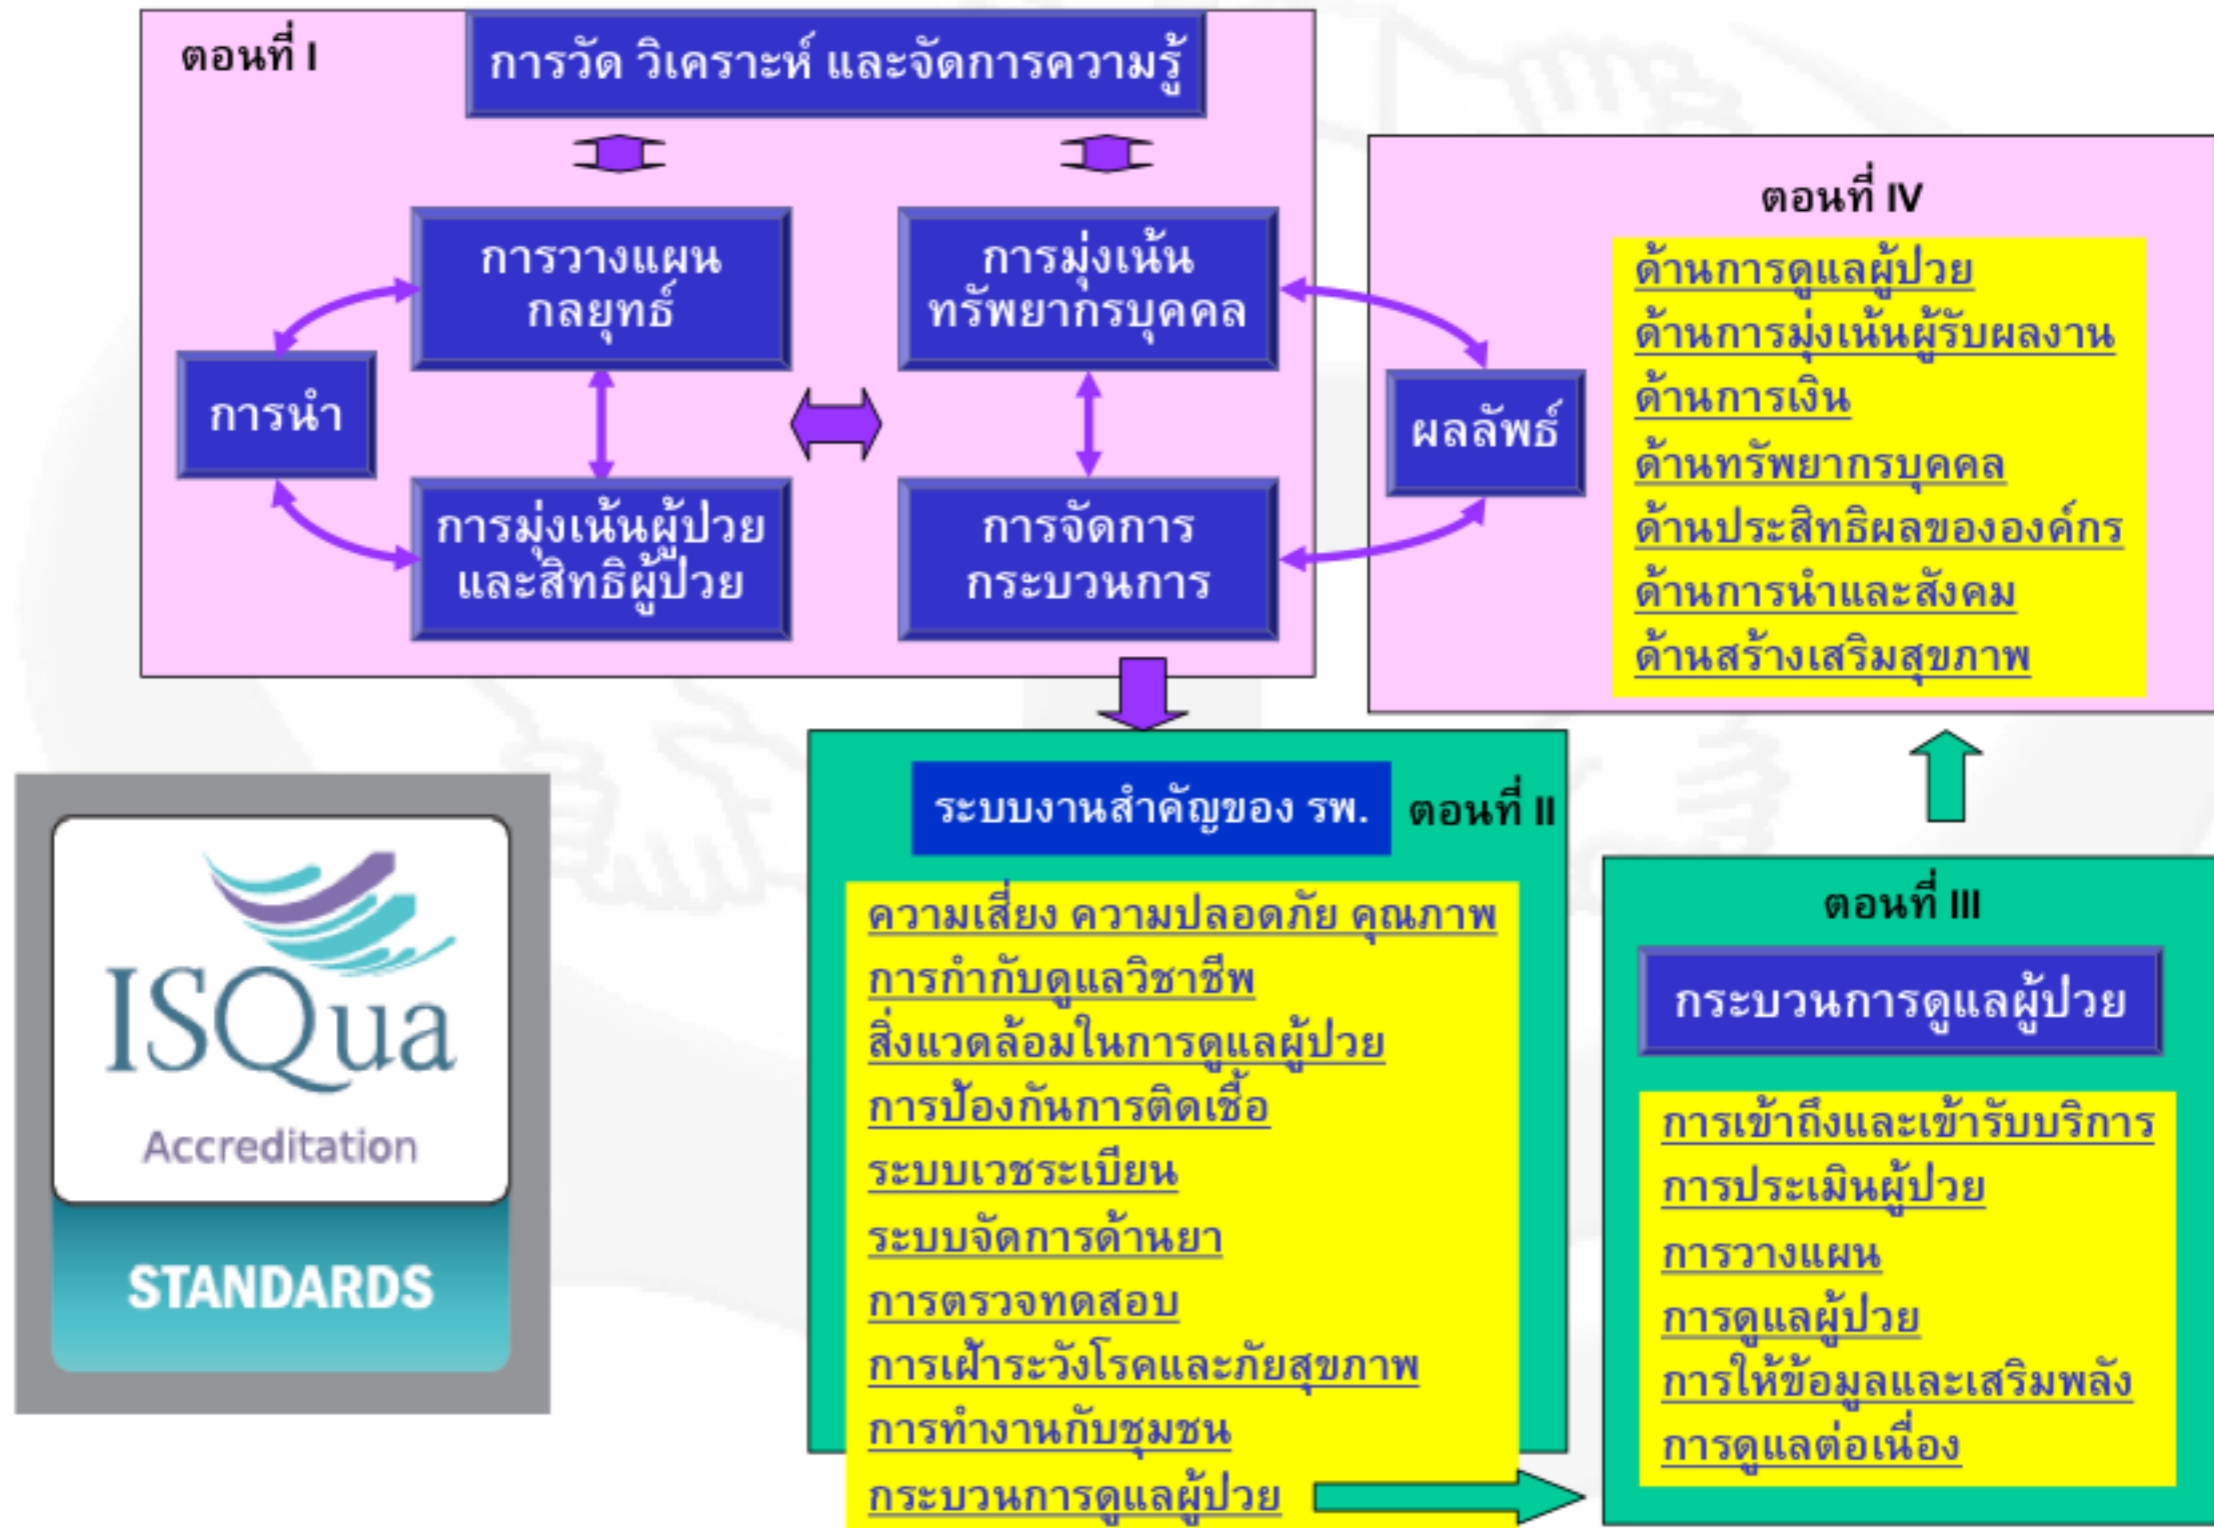 ตอนที่ I
การวัด วิเคราะห์ และจัดการความรู้
การวางแผน
กลยุทธ์
การมุ่งเน้น
ทรัพยากรบุคคล
การนำ
การมุ่งเน้นผู้ป่วย
และสิทธิผู้ป่วย
การจัดการ
กระบวนการ
ตอนที่ IV
ผลลัพธ์
ด้านการดูแลผู้ป่วย
ด้านการมุ่งเน้นผู้รับผลงาน
ด้านการเงิน
ด้านทรัพยากรบุคคล
ด้านประสิทธิผลขององค์กร
ด้านการนำและสังคม
ด้านสร้างเสริมสุขภาพ
ISQua
Accreditation
STANDARDS
ระบบงานสำคัญของ รพ.
ตอนที่ II
ความเสี่ยง ความปลอดภัย คุณภาพ
การกำกับดูแลวิชาชีพ
สิ่งแวดล้อมในการดูแลผู้ป่วย
การป้องกันการติดเชื้อ
ระบบเวชระเบียน
ระบบจัดการด้านยา
การตรวจทดสอบ
การเฝ้าระวังโรคและภัยสุขภาพ
การทำงานกับชุมชน
กระบวนการดูแลผู้ป่วย
ตอนที่ III
กระบวนการดูแลผู้ป่วย
การเข้าถึงและเข้ารับบริการ
การประเมินผู้ป่วย
การวางแผน
การดูแลผู้ป่วย
การให้ข้อมูลและเสริมพลัง
การดูแลต่อเนื่อง